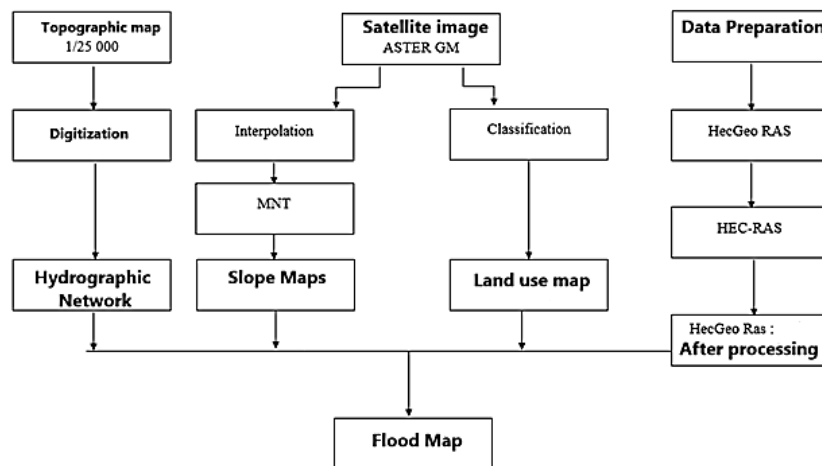 Topographic map
1/25 000
Satellite image
ASTER GM
Data Preparation
Digitization
Interpolation
Classification
HecGeo RAS
MNT
HEC-RAS
Hydrographic
Network
Slope Maps
Land use map
HecGeo Ras :
After processing
Flood Map